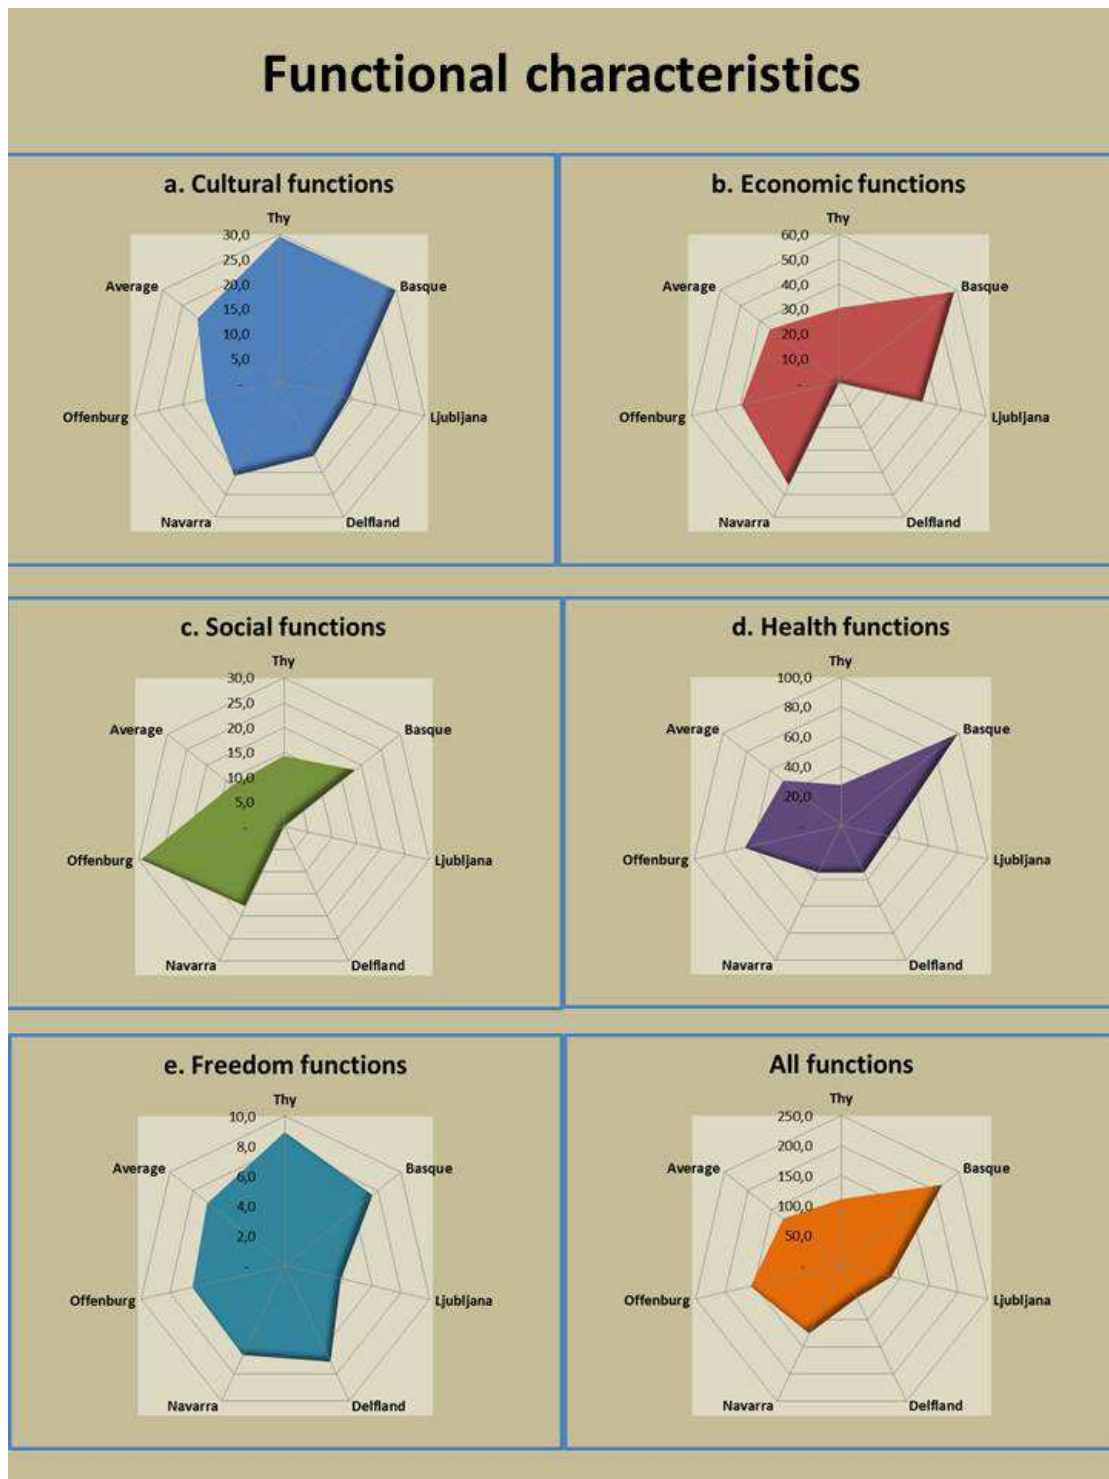 Functional characteristics
a. Cultural functions
Thy
30,0
25,0
Average
20,0
Basque
15,0
10,0
5,0
-
Offenburg
Ljubljana
Navarra
Delfland
b. Economic functions
Thy
60,0
50,0
Average
40,0
Basque
30,0
20,0
10,0
-
Offenburg
Ljubljana
Navarra
Delfland
c. Social functions
Thy
30,0
25,0
Average
20,0
Basque
15,0
10,0
5,0
-
Offenburg
Ljubljana
Navarra
Delfland
d. Health functions
Thy
100,0
80,0
Average
Basque
60,0
40,0
20,0
-
Offenburg
Ljubljana
Navarra
Delfland
e. Freedom functions
Thy
10,0
8,0
Average
Basque
6,0
4,0
2,0
-
Offenburg
Ljubljana
Navarra
Delfland
All functions
Thy
250,0
200,0
Average
Basque
150,0
100,0
50,0
-
Offenburg
Ljubljana
Navarra
Delfland